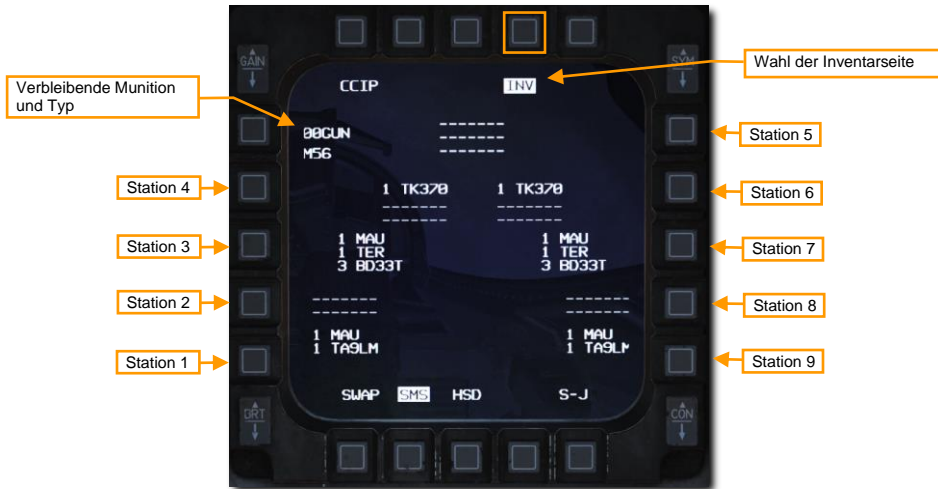 GAIN
SYM
Wahl der Inventarseite
Verbleibende Munition
und Typ
CCIP INV
00GUN -------
M56 -------
-------
Station 5
Station 4
1 TK370 1 TK370
Station 6
------- -------
------- -------
Station 3
1 MAU 1 MAU
1 TER 1 TER
3 BD33T 3 BD33T
Station 7
Station 2
------- -------
------- -------
Station 8
Station 1
1 MAU 1 MAU
1 TA9LM 1 TA9LM
Station 9
SWAP SMS HSD S-J
BRT
CON